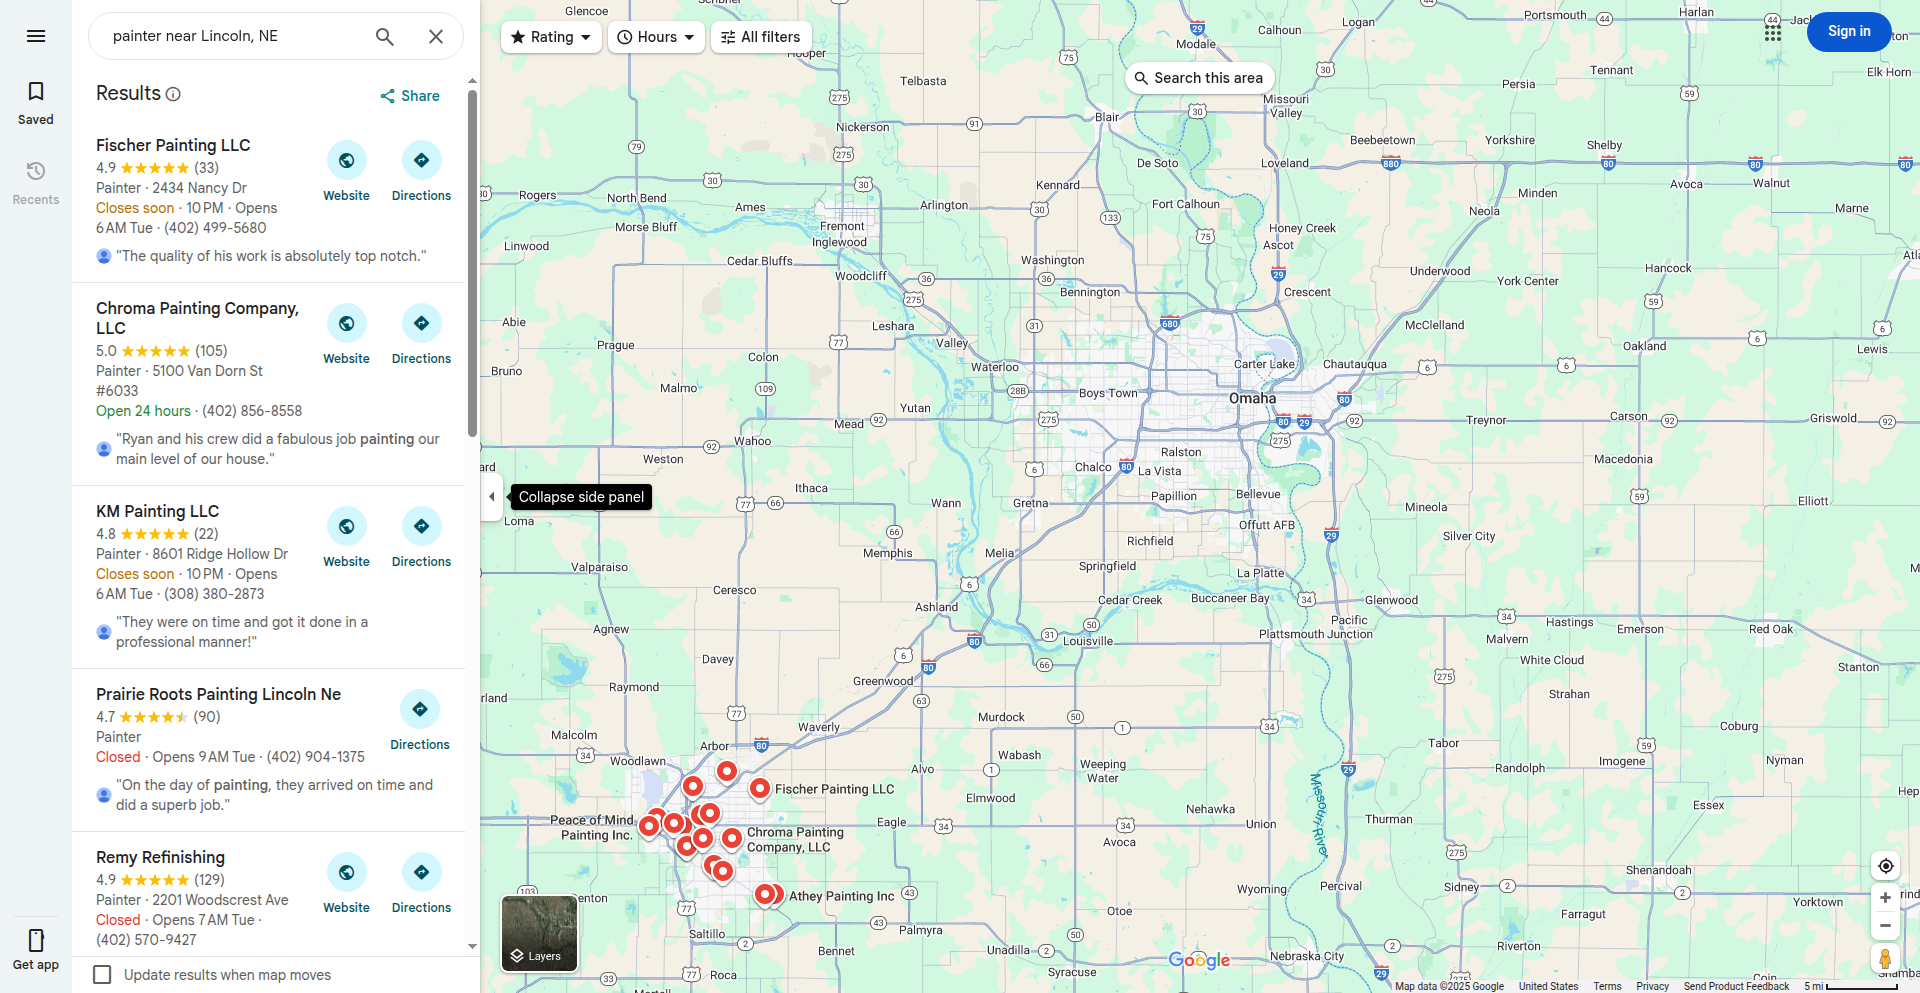 painter near Lincoln, NE
Saved
Recents
Get app
Results
Share
Fischer Painting LLC
4.9 (33)
Painter · 2434 Nancy Dr
Closes soon · 10 PM · Opens
6 AM Tue · (402) 499-5680
"The quality of his work is absolutely top notch."
Website
Directions
Chroma Painting Company,
LLC
5.0 (105)
Painter · 5100 Van Dorn St
#6033
Open 24 hours · (402) 856-8558
"Ryan and his crew did a fabulous job painting our
main level of our house."
Website
Directions
KM Painting LLC
4.8 (22)
Painter · 8601 Ridge Hollow Dr
Closes soon · 10 PM · Opens
6 AM Tue · (308) 380-2873
"They were on time and got it done in a
professional manner!"
Website
Directions
Prairie Roots Painting Lincoln Ne
4.7 (90)
Painter
Closed · Opens 9 AM Tue · (402) 904-1375
"On the day of painting, they arrived on time and
did a superb job."
Directions
Remy Refinishing
4.9 (129)
Painter · 2201 Woodscrest Ave
Closed · Opens 7 AM Tue ·
(402) 570-9427
Website
Directions
Update results when map moves
Rating
Hours
All filters
Search this area
Sign in
Collapse side panel
Layers
Glencoe
Hooper
Telbasta
Nickerson
Blair
Modale
Calhoun
Logan
Portsmouth
Harlan
Tennant
Persia
Elk Horn
Missouri
Valley
Beebeetown
Yorkshire
Shelby
De Soto
Loveland
Avoca
Walnut
Minden
Marne
Neola
Rogers
North Bend
Ames
Arlington
Kennard
Fort Calhoun
Morse Bluff
Fremont
Inglewood
Honey Creek
Ascot
Linwood
Cedar Bluffs
Woodcliff
Washington
Underwood
York Center
Hancock
Bennington
Crescent
Abie
Leshara
McClelland
Prague
Colon
Valley
Oakland
Lewis
Bruno
Waterloo
Carter Lake
Chautauqua
Malmo
Boys Town
Omaha
Yutan
Mead
Treynor
Carson
Griswold
Wahoo
Weston
Ralston
Chalco
La Vista
Macedonia
Ithaca
Wann
Gretna
Papillion
Bellevue
Mineola
Elliott
Loma
Offutt AFB
Silver City
Memphis
Melia
Richfield
Valparaiso
Springfield
La Platte
Ceresco
Ashland
Cedar Creek
Buccaneer Bay
Glenwood
Agnew
Louisville
Pacific
Plattsmouth Junction
Hastings
Emerson
Red Oak
Malvern
Davey
White Cloud
Stanton
Greenwood
Raymond
Strahan
Murdock
Waverly
Coburg
Malcolm
Arbor
Tabor
Woodlawn
Wabash
Weeping
Water
Alvo
Randolph
Imogene
Nyman
Fischer Painting LLC
Elmwood
Nehawka
Essex
Missouri River
Peace of Mind
Painting Inc.
Chroma Painting
Company, LLC
Eagle
Union
Thurman
Avoca
Shenandoah
Athey Painting Inc
Wyoming
Percival
Sidney
Yorktown
Otoe
Farragut
Palmyra
Saltillo
Bennet
Unadilla
Riverton
Nebraska City
Roca
Syracuse
Coin
Google
Map data ©2025 Google
United States
Terms
Privacy
Send Product Feedback
5 mi